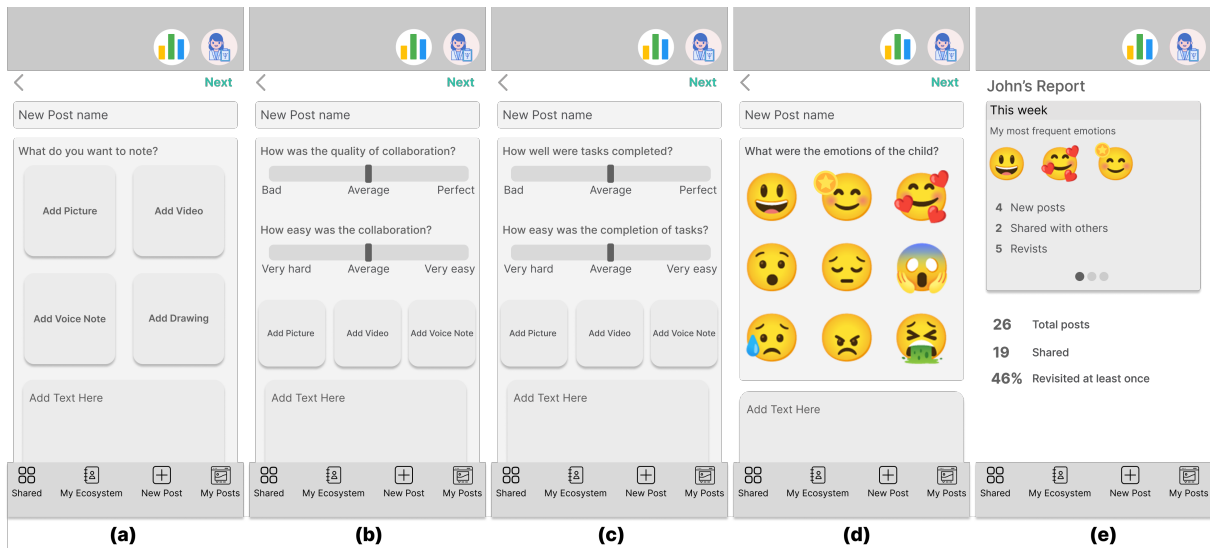 Next
New Post name
What do you want to note?
Add Picture
Add Video
Add Voice Note
Add Drawing
Add Text Here
Shared
My Ecosystem
New Post
My Posts
(a)
Next
New Post name
How was the quality of collaboration?
Bad
Average
Perfect
How easy was the collaboration?
Very hard
Average
Very easy
Add Picture
Add Video
Add Voice Note
Add Text Here
Shared
My Ecosystem
New Post
My Posts
(b)
Next
New Post name
How well were tasks completed?
Bad
Average
Perfect
How easy was the completion of tasks?
Very hard
Average
Very easy
Add Picture
Add Video
Add Voice Note
Add Text Here
Shared
My Ecosystem
New Post
My Posts
(c)
Next
New Post name
What were the emotions of the child?
Add Text Here
Shared
My Ecosystem
New Post
My Posts
(d)
John's Report
This week
My most frequent emotions
4 New posts
2 Shared with others
5 Revists
26 Total posts
19 Shared
46% Revisited at least once
Shared
My Ecosystem
New Post
My Posts
(e)